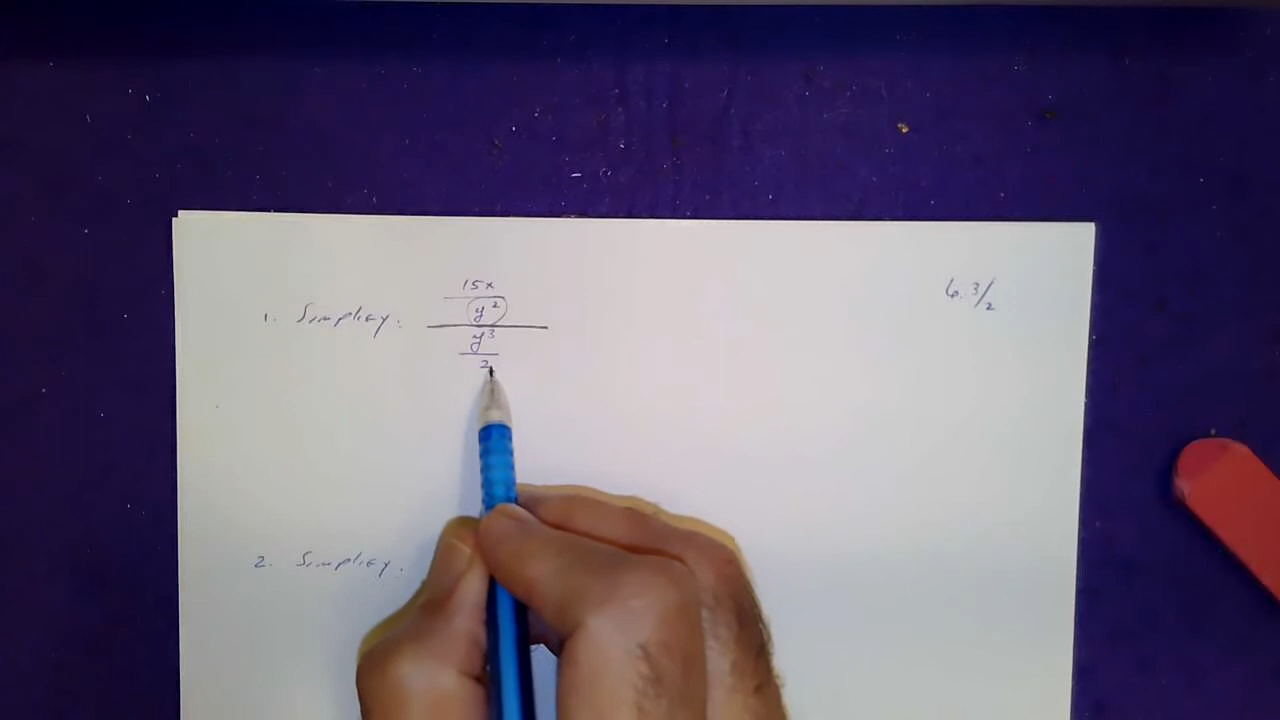 15x
y²
1. Simplify.
y³
2
6.3/2
2. Simplify.